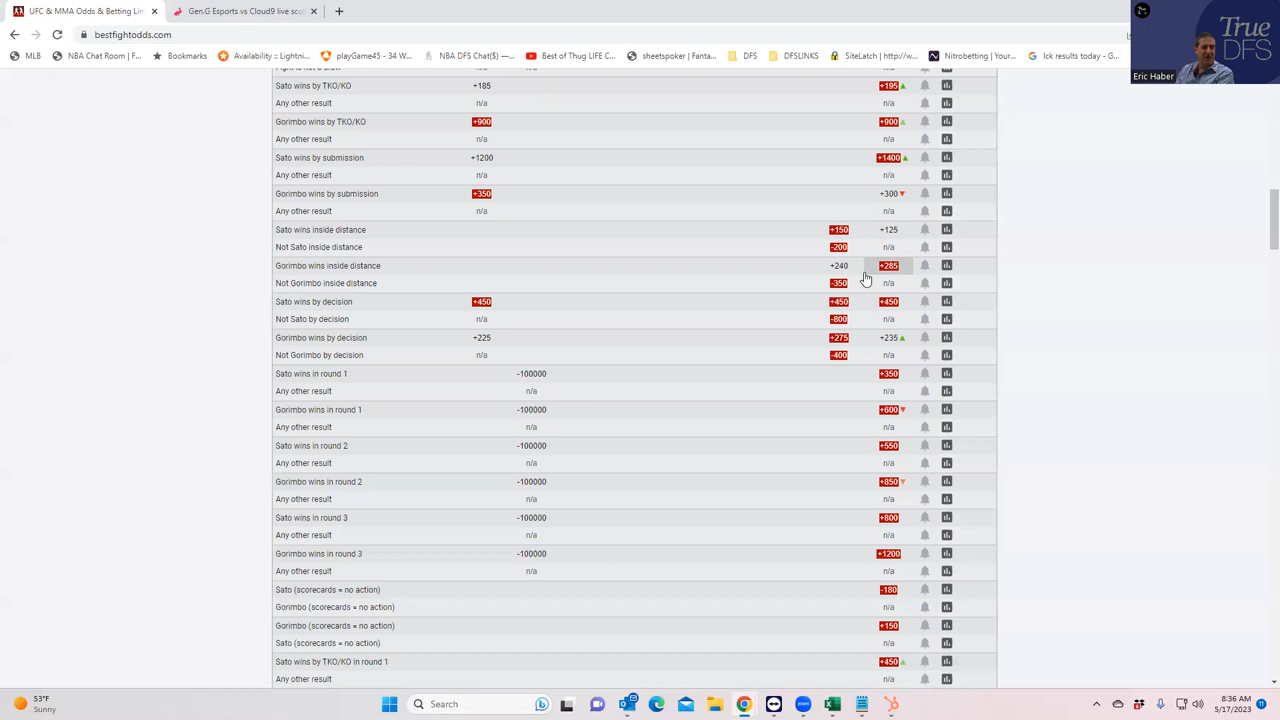 UFC & MMA Odds & Betting Lin
Gen.G Esports vs Cloud9 live sco
bestfightodds.com
MLB
NBA Chat Room | F...
Bookmarks
Availability = Lightni...
playGame45 - 34 W...
NBA DFS Chat($) —...
Book of Thug LIFE C...
sheetseeker | Fanta...
DFS
DFSLINKS
SiteLatch | http://w...
Nitrobetting | Your...
lck results today - G...
True
DFS
Eric Haber
Sato wins by TKO/KO +185 +195
Any other result n/a n/a
Gorimbo wins by TKO/KO +900 +900
Any other result n/a n/a
Sato wins by submission +1200 +1400
Any other result n/a n/a
Gorimbo wins by submission +350 +300
Any other result n/a n/a
Sato wins inside distance +150 +125
Not Sato inside distance -200 n/a
Gorimbo wins inside distance +240 +285
Not Gorimbo inside distance -350 n/a
Sato wins by decision +450 +450 +450
Not Sato by decision n/a -800 n/a
Gorimbo wins by decision +225 +275 +235
Not Gorimbo by decision n/a -400 n/a
Sato wins in round 1 -100000 +350
Any other result n/a n/a
Gorimbo wins in round 1 -100000 +600
Any other result n/a n/a
Sato wins in round 2 -100000 +550
Any other result n/a n/a
Gorimbo wins in round 2 -100000 +850
Any other result n/a n/a
Sato wins in round 3 -100000 +800
Any other result n/a n/a
Gorimbo wins in round 3 -100000 +1200
Any other result n/a n/a
Sato (scorecards = no action) -180
Gorimbo (scorecards = no action) n/a
Gorimbo (scorecards = no action) +150
Sato (scorecards = no action) n/a
Sato wins by TKO/KO in round 1 +450
Any other result n/a
53°F
Sunny
Search
8:36 AM
5/17/2023